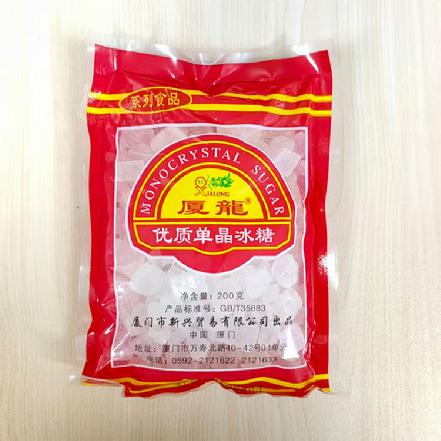 系列食品
MONOCRYSTAL SUGAR
XIALONG
厦龍®
优质单晶冰糖
净含量：200克
产品标准号：GB/T35883
厦门市新兴贸易有限公司出品
中国 厦门
地址：厦门市万寿北路40-42号01单元
电话：0592-2121622 2121633